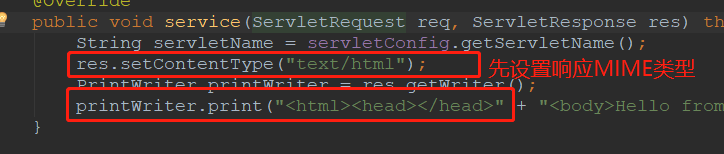 @Override
public void service(ServletRequest req, ServletResponse res) th
String servletName = servletConfig.getServletName();
res.setContentType("text/html");
先设置响应MIME类型
PrintWriter printWriter = res.getWriter();
printWriter.print("<html><head></head>" + "<body>Hello from
}